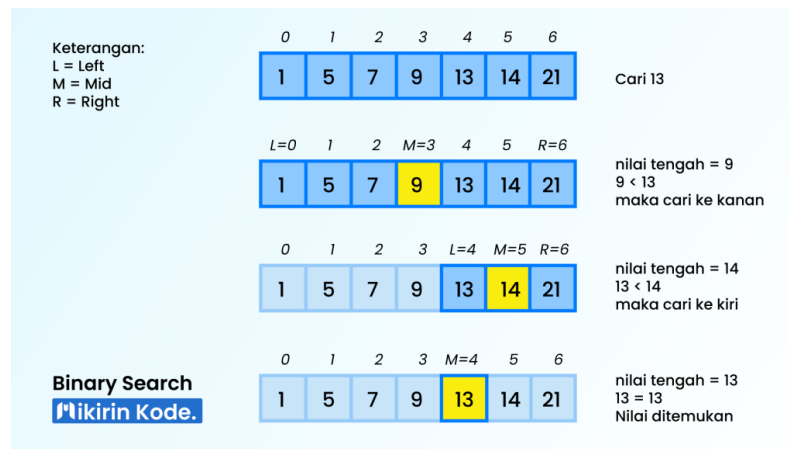 Keterangan:
L = Left
M = Mid
R = Right
0 1 2 3 4 5 6
1 5 7 9 13 14 21
Cari 13
L=0 1 2 M=3 4 5 R=6
1 5 7 9 13 14 21
nilai tengah = 9
9 < 13
maka cari ke kanan
0 1 2 3 L=4 M=5 R=6
1 5 7 9 13 14 21
nilai tengah = 14
13 < 14
maka cari ke kiri
0 1 2 3 M=4 5 6
1 5 7 9 13 14 21
nilai tengah = 13
13 = 13
Nilai ditemukan
Binary Search
Mikirin Kode.